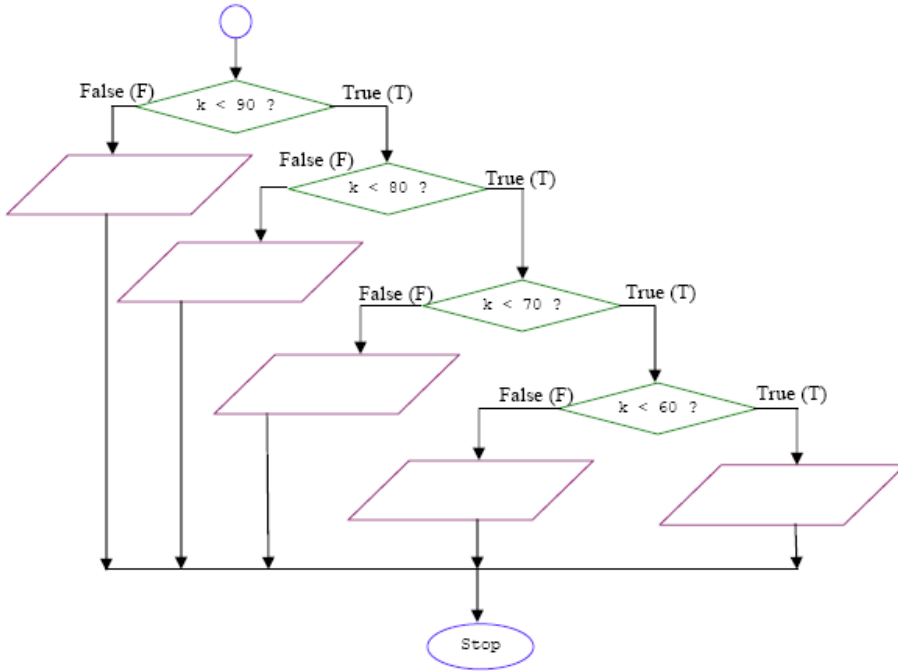 False (F)
k < 90 ?
True (T)
False (F)
k < 80 ?
True (T)
False (F)
k < 70 ?
True (T)
False (F)
k < 60 ?
True (T)
Stop